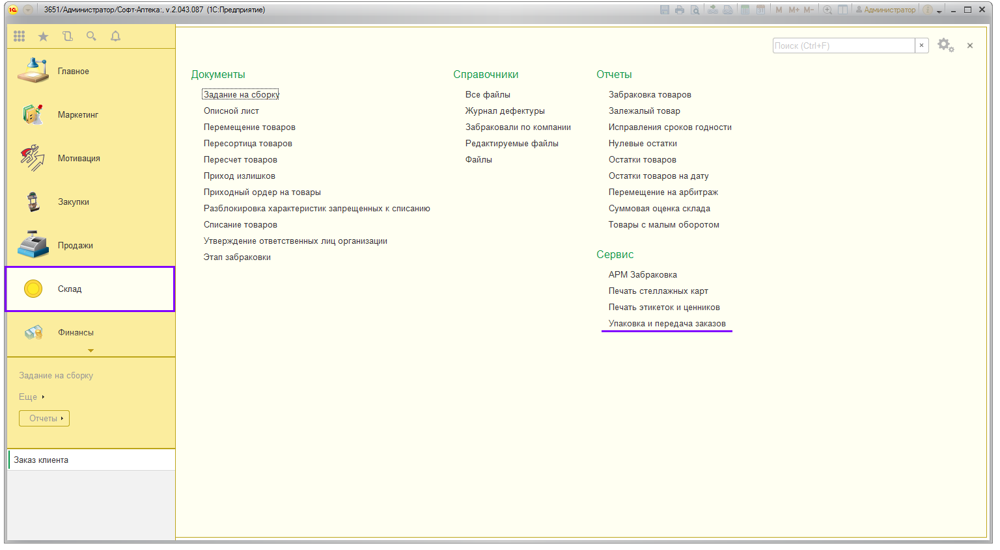 3651/Администратор/Софт-Аптека:, v.2.043.087 (1С:Предприятие)
M M+ M- Администратор
Поиск (Ctrl+F)
Главное
Маркетинг
Мотивация
Закупки
Продажи
Склад
Финансы
Задание на сборку
Еще
Отчеты
Заказ клиента
Документы
Задание на сборку
Описной лист
Перемещение товаров
Пересортица товаров
Пересчет товаров
Приход излишков
Приходный ордер на товары
Разблокировка характеристик запрещенных к списанию
Списание товаров
Утверждение ответственных лиц организации
Этап забраковки
Справочники
Все файлы
Журнал дефектуры
Забраковали по компании
Редактируемые файлы
Файлы
Отчеты
Забраковка товаров
Залежалый товар
Исправления сроков годности
Нулевые остатки
Остатки товаров
Остатки товаров на дату
Перемещение на арбитраж
Суммовая оценка склада
Товары с малым оборотом
Сервис
АРМ Забраковка
Печать стеллажных карт
Печать этикеток и ценников
Упаковка и передача заказов